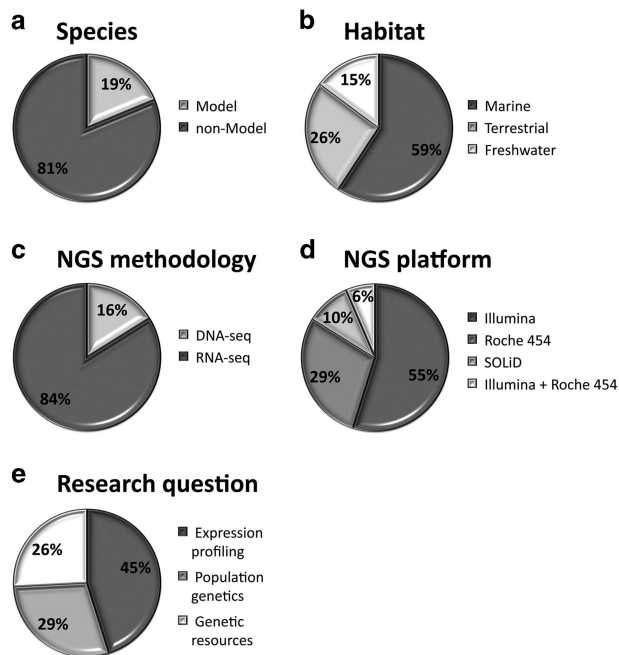 a Species
19%
81%
Model
non-Model
b Habitat
15%
26%
59%
Marine
Terrestrial
Freshwater
c NGS methodology
16%
84%
DNA-seq
RNA-seq
d NGS platform
6%
10%
29%
55%
Illumina
Roche 454
SOLiD
Illumina + Roche 454
e Research question
26%
45%
29%
Expression
profiling
Population
genetics
Genetic
resources